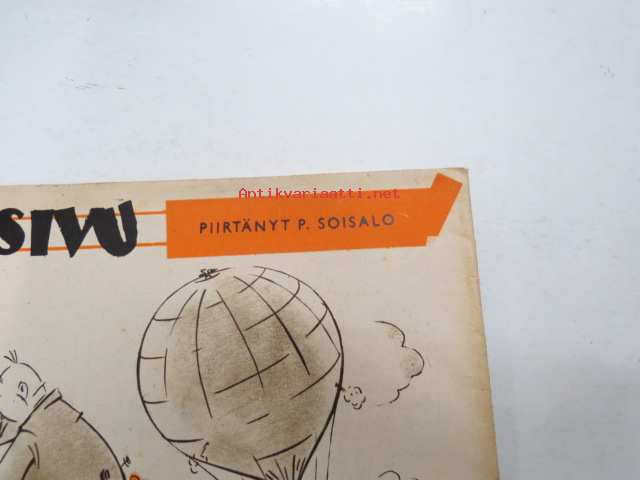 Antikvariaatti.net
SIVU
PIIRTÄNYT P. SOISALO